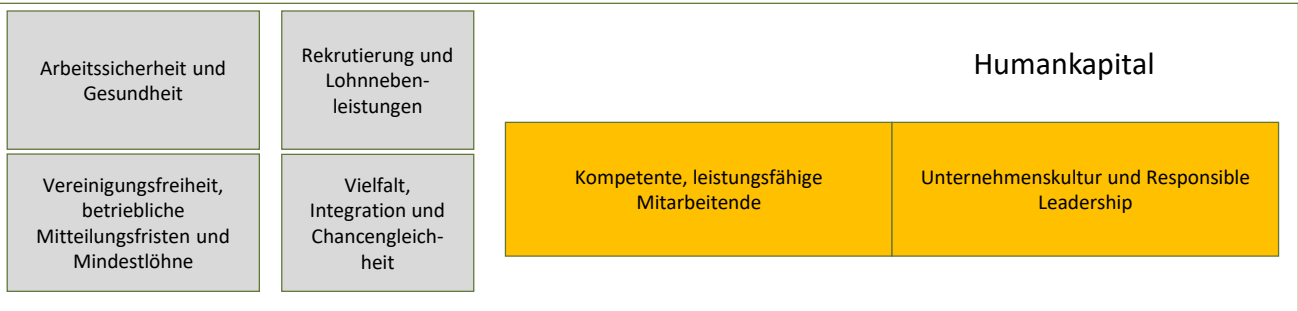 Arbeitssicherheit und
Gesundheit
Rekrutierung und
Lohnneben-
leistungen
Humankapital
Vereinigungsfreiheit,
betriebliche
Mitteilungsfristen und
Mindestlöhne
Vielfalt,
Integration und
Chancengleich-
heit
Kompetente, leistungsfähige
Mitarbeitende
Unternehmenskultur und Responsible
Leadership